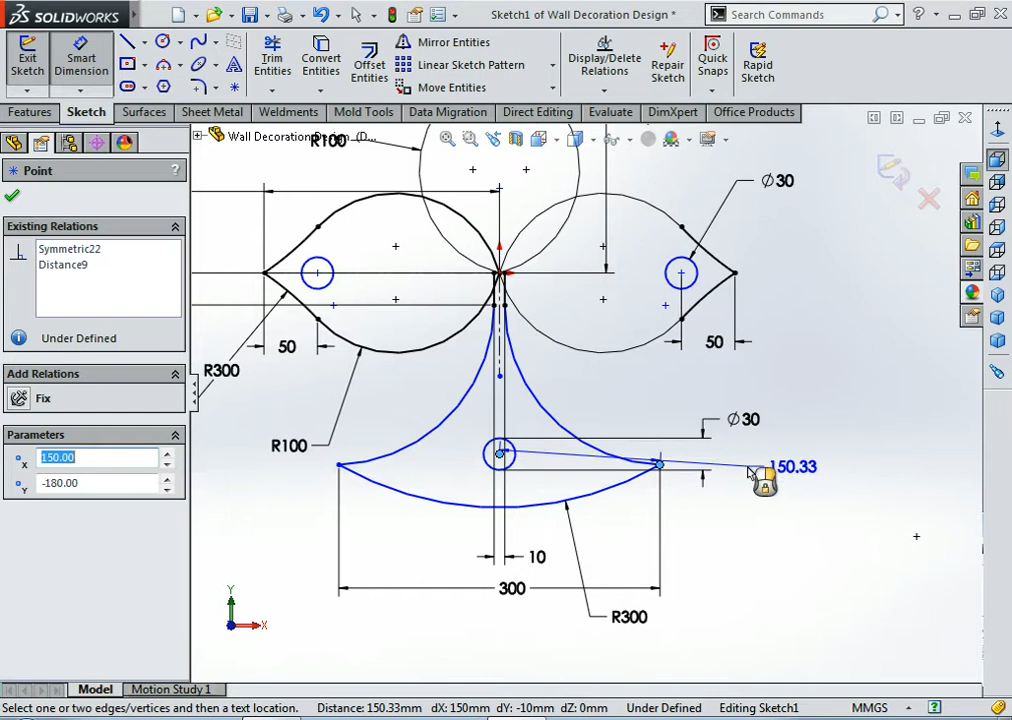 SOLIDWORKS
Sketch1 of Wall Decoration Design *
Search Commands
?
Exit Sketch
Smart Dimension
Trim Entities
Convert Entities
Offset Entities
Mirror Entities
Linear Sketch Pattern
Move Entities
Display/Delete Relations
Repair Sketch
Quick Snaps
Rapid Sketch
Features
Sketch
Surfaces
Sheet Metal
Weldments
Mold Tools
Data Migration
Direct Editing
Evaluate
DimXpert
Office Products
Wall Decoration Design (D...
Point
?
Existing Relations
Symmetric22
Distance9
Under Defined
Add Relations
Fix
Parameters
X 150.00
Y -180.00
R100
Ø30
50
R300
R100
50
Ø30
150.33
10
300
R300
Y
X
Model
Motion Study 1
Select one or two edges/vertices and then a text location.
Distance: 150.33mm dX: 150mm dY: -10mm dZ: 0mm
Under Defined
Editing Sketch1
MMGS
?